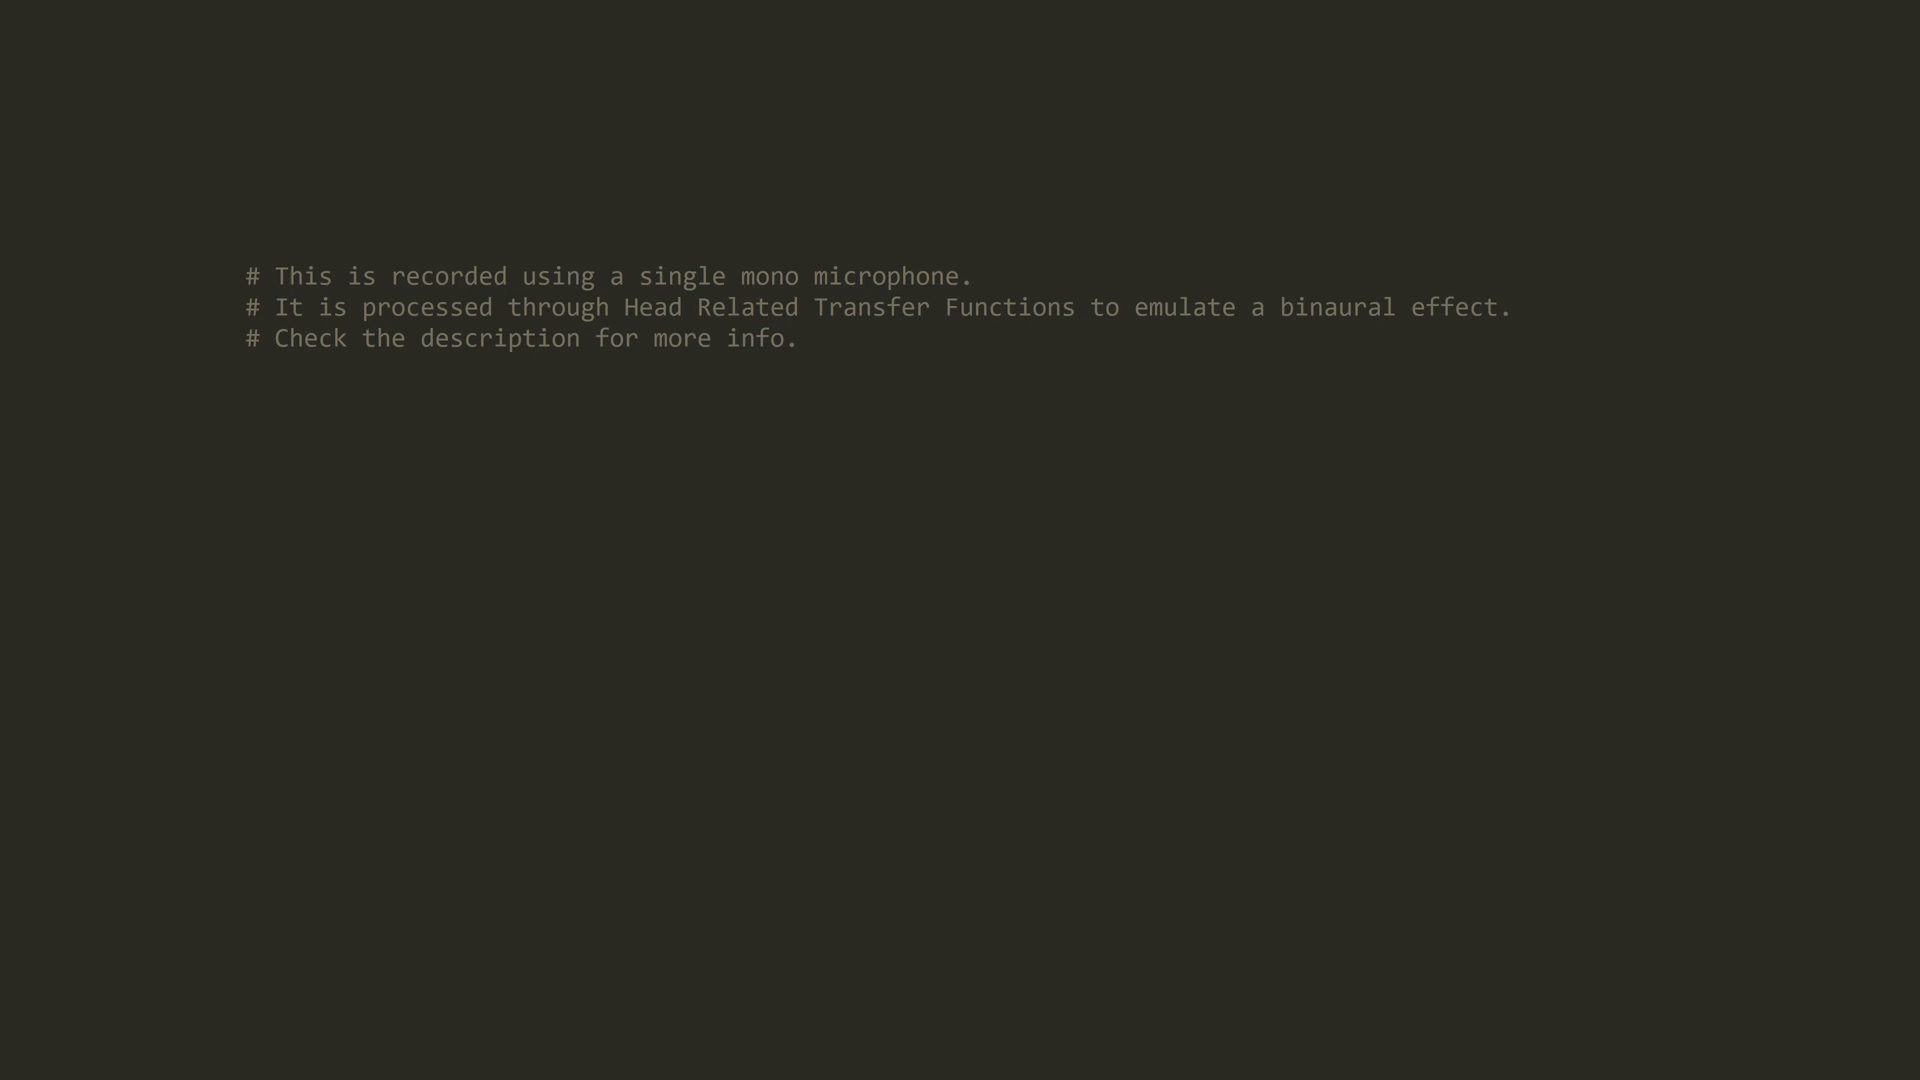 # This is recorded using a single mono microphone.
# It is processed through Head Related Transfer Functions to emulate a binaural effect.
# Check the description for more info.